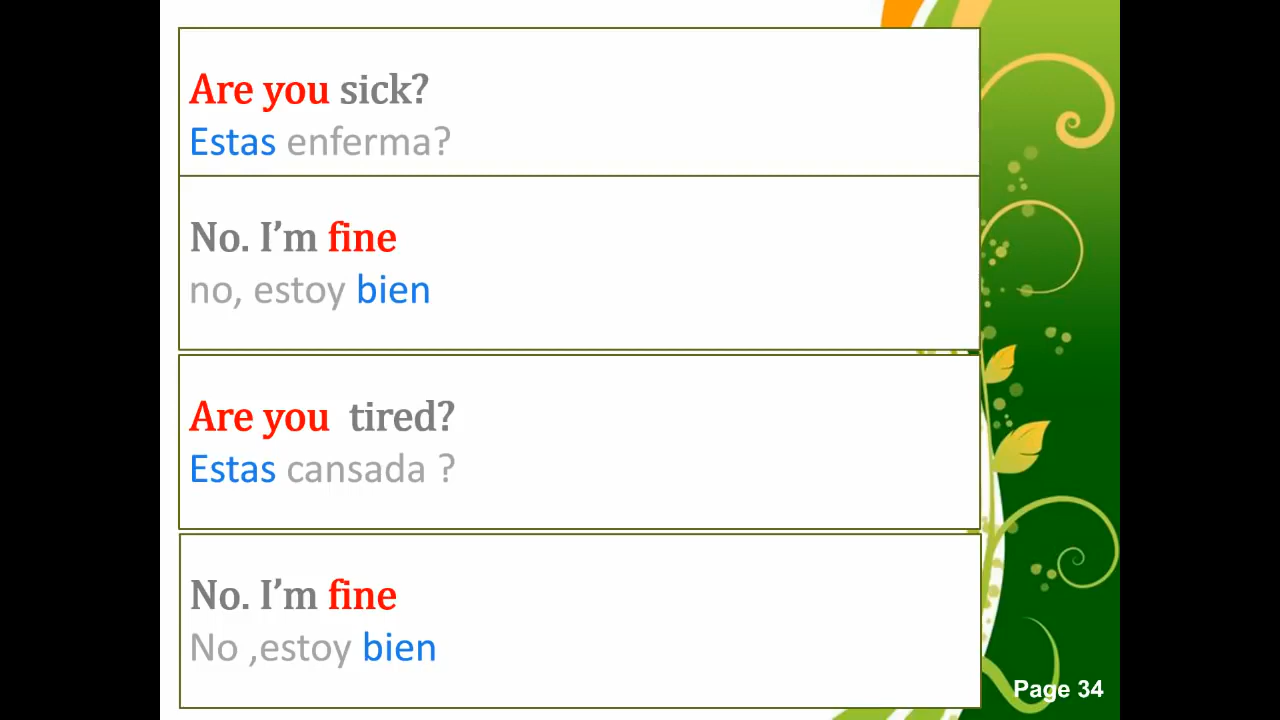 Are you sick?
Estas enferma?
No. I’m fine
no, estoy bien
Are you  tired?
Estas cansada ?
No. I’m fine
No ,estoy bien
Page 34